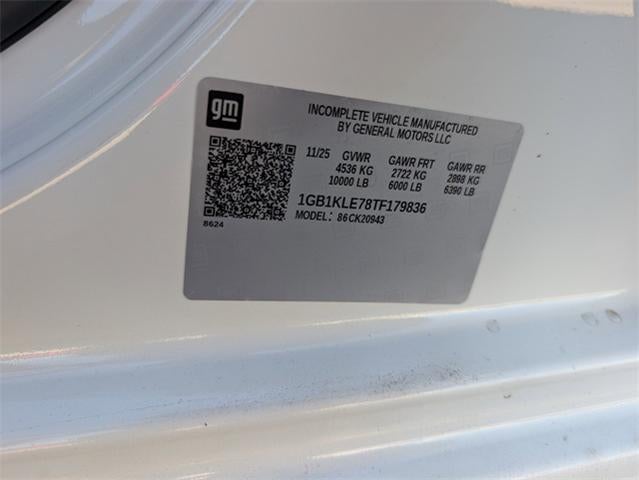 gm
INCOMPLETE VEHICLE MANUFACTURED
BY GENERAL MOTORS LLC
11/25 GVWR GAWR FRT GAWR RR
4536 KG 2722 KG 2898 KG
10000 LB 6000 LB 6390 LB
1GB1KLE78TF179836
MODEL: 86CK20943
8624